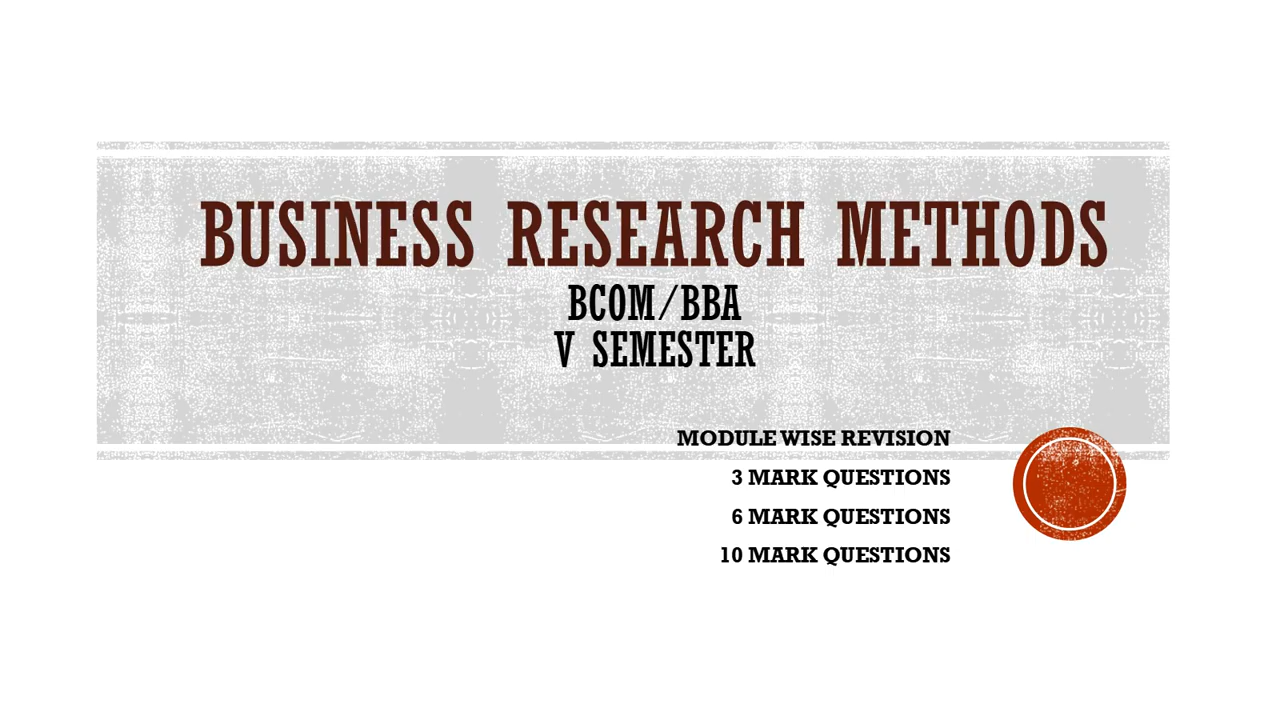 BUSINESS RESEARCH METHODS
BCOM/BBA
V SEMESTER
MODULE WISE REVISION
3 MARK QUESTIONS
6 MARK QUESTIONS
10 MARK QUESTIONS